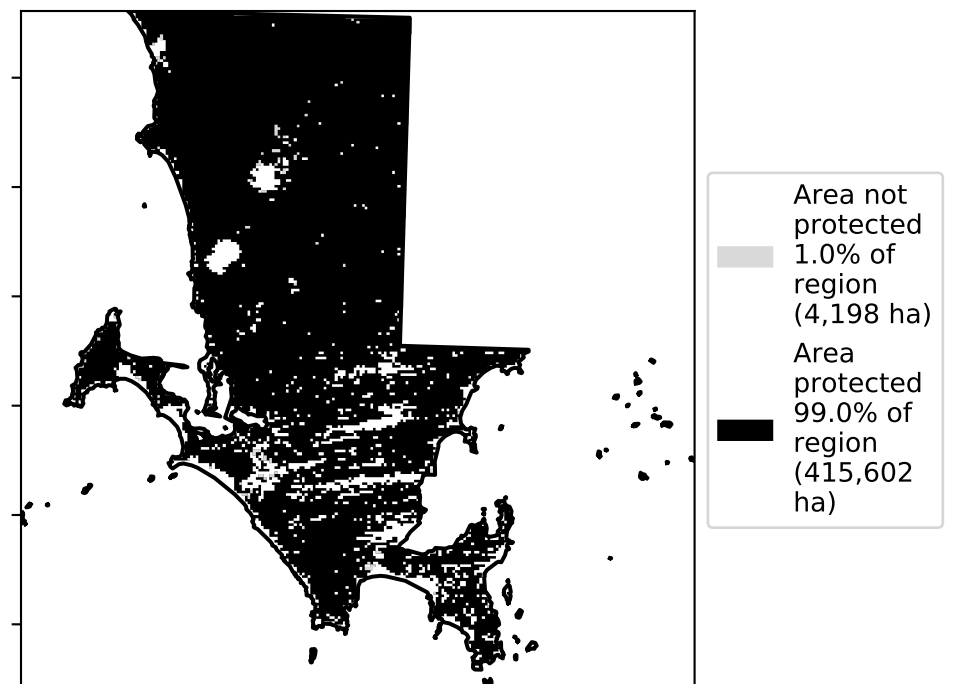 Area not
protected
1.0% of
region
(4,198 ha)
Area
protected
99.0% of
region
(415,602
ha)